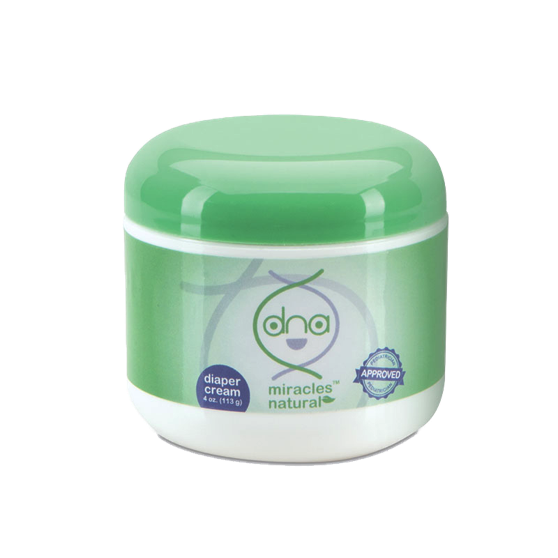 dna
miracles™
natural
diaper
cream
4 oz. (113 g)
APPROVED